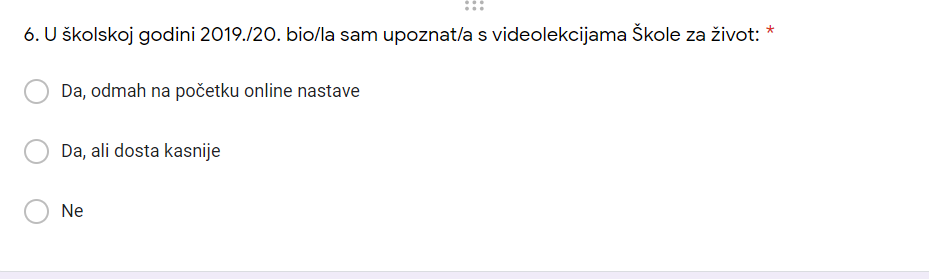 6. U školskoj godini 2019./20. bio/la sam upoznat/a s videolekcijama Škole za život: *
Da, odmah na početku online nastave
Da, ali dosta kasnije
Ne